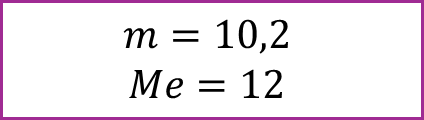 m = 10,2
Me = 12